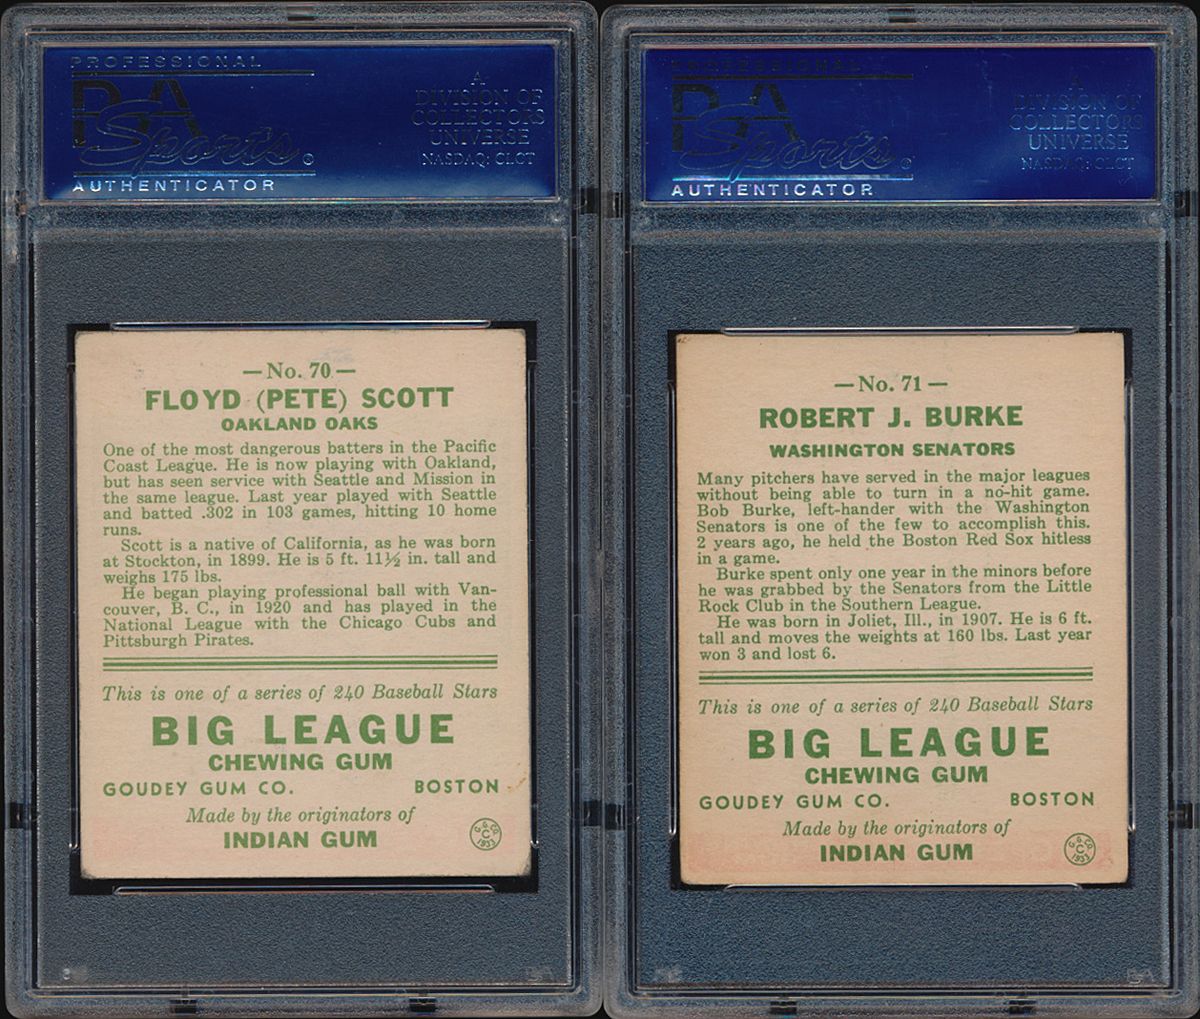 PROFESSIONAL
PSA
Sports ©
AUTHENTICATOR
A
DIVISION OF
COLLECTORS
UNIVERSE
NASDAQ: CLCT
—No. 70—
FLOYD (PETE) SCOTT
OAKLAND OAKS
One of the most dangerous batters in the Pacific
Coast League. He is now playing with Oakland,
but has seen service with Seattle and Mission in
the same league. Last year played with Seattle
and batted .302 in 103 games, hitting 10 home
runs.
Scott is a native of California, as he was born
at Stockton, in 1899. He is 5 ft. 11½ in. tall and
weighs 175 lbs.
He began playing professional ball with Van-
couver, B. C., in 1920 and has played in the
National League with the Chicago Cubs and
Pittsburgh Pirates.
This is one of a series of 240 Baseball Stars
BIG LEAGUE
CHEWING GUM
GOUDEY GUM CO. BOSTON
Made by the originators of
INDIAN GUM
G. G. CO.
C
1933
PROFESSIONAL
PSA
Sports ©
AUTHENTICATOR
A
DIVISION OF
COLLECTORS
UNIVERSE
NASDAQ: CLCT
—No. 71—
ROBERT J. BURKE
WASHINGTON SENATORS
Many pitchers have served in the major leagues
without being able to turn in a no-hit game.
Bob Burke, left-hander with the Washington
Senators is one of the few to accomplish this.
2 years ago, he held the Boston Red Sox hitless
in a game.
Burke spent only one year in the minors before
he was grabbed by the Senators from the Little
Rock Club in the Southern League.
He was born in Joliet, Ill., in 1907. He is 6 ft.
tall and moves the weights at 160 lbs. Last year
won 3 and lost 6.
This is one of a series of 240 Baseball Stars
BIG LEAGUE
CHEWING GUM
GOUDEY GUM CO. BOSTON
Made by the originators of
INDIAN GUM
G. G. CO.
C
1933